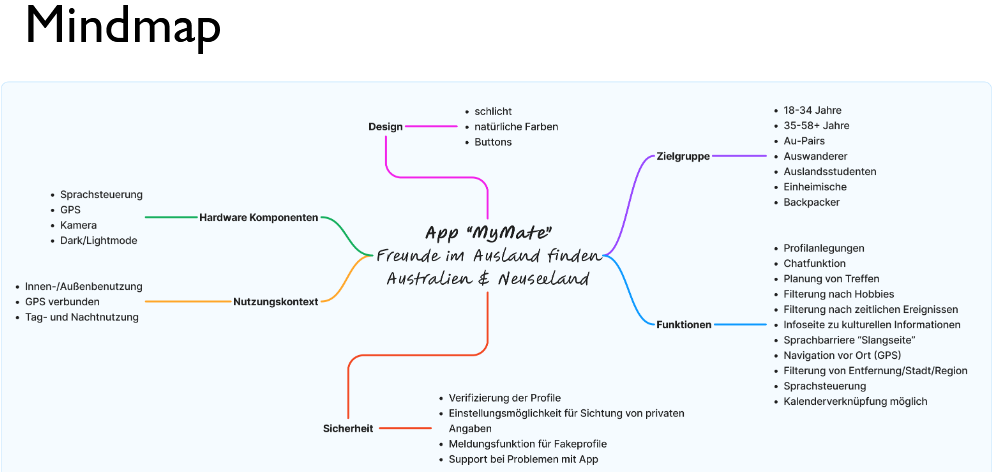 Mindmap
Design
• schlicht
• natürliche Farben
• Buttons
Zielgruppe
• 18-34 Jahre
• 35-58+ Jahre
• Au-Pairs
• Auswanderer
• Auslandsstudenten
• Einheimische
• Backpacker
• Sprachsteuerung
• GPS
• Kamera
• Dark/Lightmode
Hardware Komponenten
App "MyMate"
Freunde im Ausland finden
Australien & Neuseeland
• Innen-/Außenbenutzung
• GPS verbunden
• Tag- und Nachtnutzung
Nutzungskontext
Funktionen
• Profilanlegungen
• Chatfunktion
• Planung von Treffen
• Filterung nach Hobbies
• Filterung nach zeitlichen Ereignissen
• Infoseite zu kulturellen Informationen
• Sprachbarriere "Slangseite"
• Navigation vor Ort (GPS)
• Filterung von Entfernung/Stadt/Region
• Sprachsteuerung
• Kalenderverknüpfung möglich
Sicherheit
• Verifizierung der Profile
• Einstellungsmöglichkeit für Sichtung von privaten
Angaben
• Meldungsfunktion für Fakeprofile
• Support bei Problemen mit App